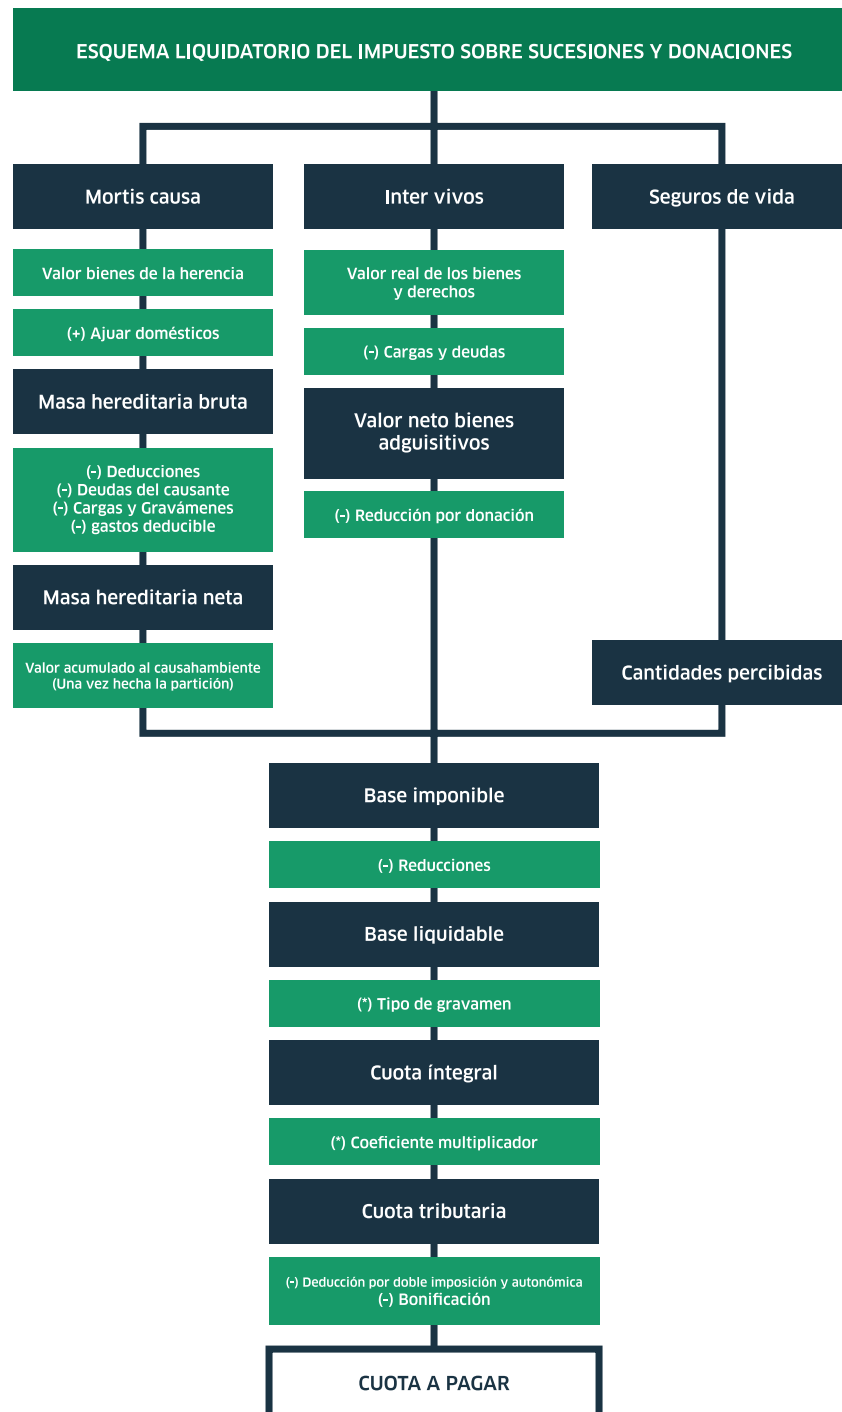 ESQUEMA LIQUIDATORIO DEL IMPUESTO SOBRE SUCESIONES Y DONACIONES
Mortis causa
Valor bienes de la herencia
(+) Ajuar domésticos
Masa hereditaria bruta
(-) Deducciones
(-) Deudas del causante
(-) Cargas y Gravámenes
(-) gastos deducible
Masa hereditaria neta
Valor acumulado al causahambiente
(Una vez hecha la partición)
Inter vivos
Valor real de los bienes
y derechos
(-) Cargas y deudas
Valor neto bienes
adguisitivos
(-) Reducción por donación
Seguros de vida
Cantidades percibidas
Base imponible
(-) Reducciones
Base liquidable
(*) Tipo de gravamen
Cuota íntegral
(*) Coeficiente multiplicador
Cuota tributaria
(-) Deducción por doble imposición y autonómica
(-) Bonificación
CUOTA A PAGAR